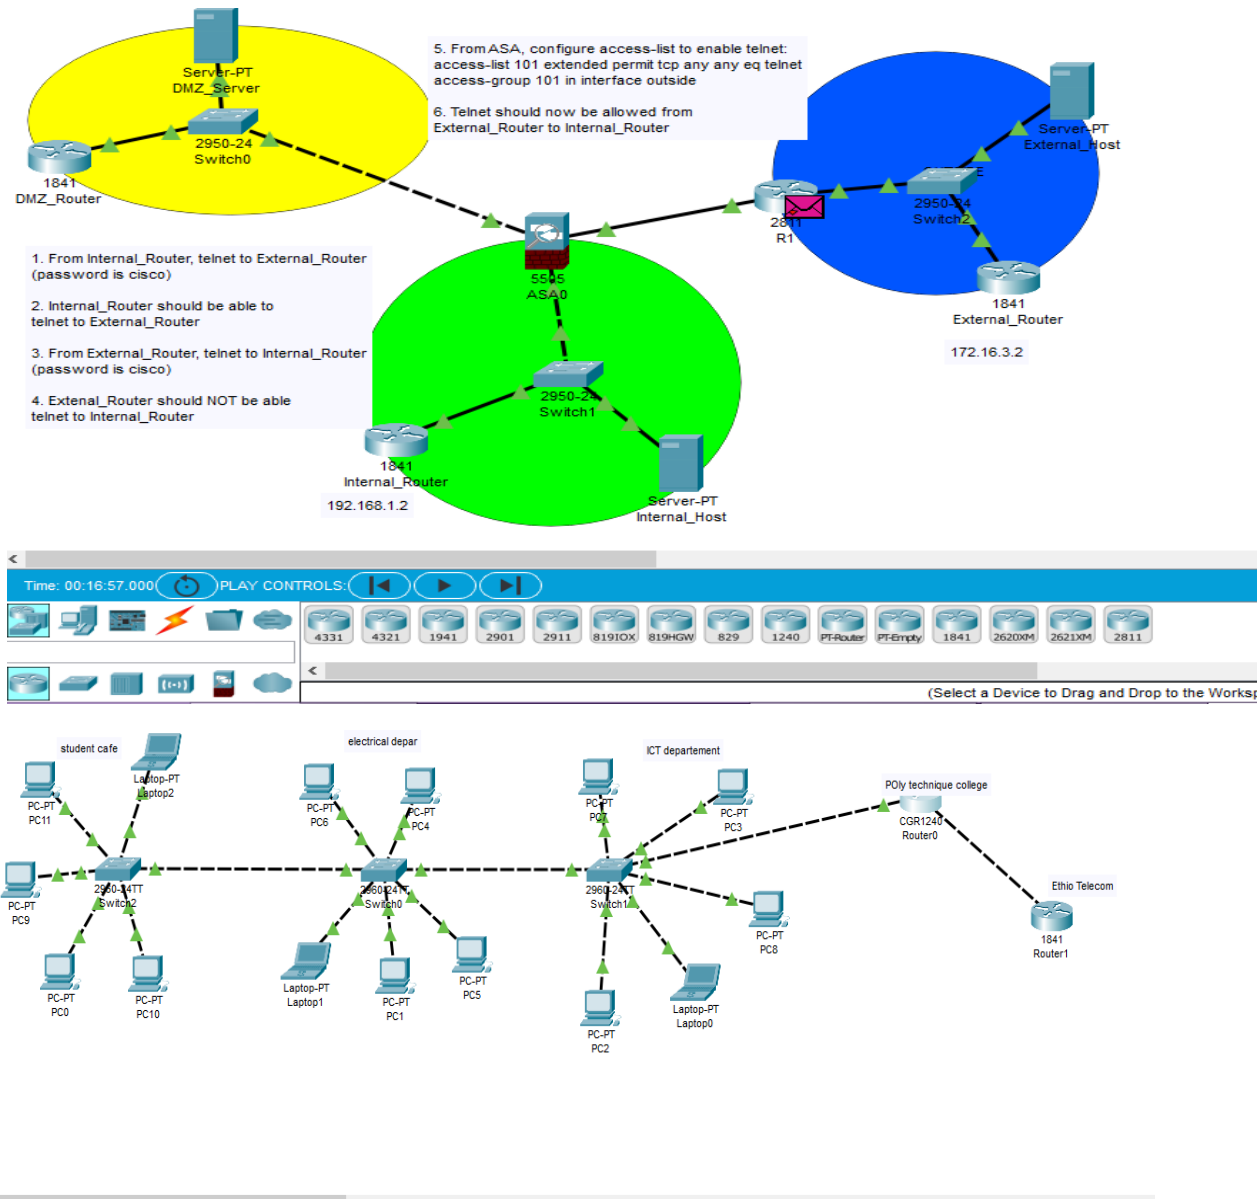 Server-PT
DMZ_Server
2950-24
Switch0
1841
DMZ_Router
5. From ASA, configure access-list to enable telnet:
access-list 101 extended permit tcp any any eq telnet
access-group 101 in interface outside
6. Telnet should now be allowed from
External_Router to Internal_Router
Server-PT
External_Host
2950-24
Switch2
2811
R1
1841
External_Router
172.16.3.2
5505
ASA0
1. From Internal_Router, telnet to External_Router
(password is cisco)
2. Internal_Router should be able to
telnet to External_Router
3. From External_Router, telnet to Internal_Router
(password is cisco)
4. Extenal_Router should NOT be able
telnet to Internal_Router
2950-24
Switch1
1841
Internal_Router
192.168.1.2
Server-PT
Internal_Host
Time: 00:16:57.000
PLAY CONTROLS:
4331
4321
1941
2901
2911
819IOX
819HGW
829
1240
PT-Router
PT-Empty
1841
2620XM
2621XM
2811
(Select a Device to Drag and Drop to the Worksp
student cafe
electrical depar
ICT departement
POly technique college
Laptop-PT
Laptop2
PC-PT
PC11
PC-PT
PC9
2960-24TT
Switch2
PC-PT
PC0
PC-PT
PC10
PC-PT
PC6
PC-PT
PC4
2960-24TT
Switch0
Laptop-PT
Laptop1
PC-PT
PC1
PC-PT
PC5
PC-PT
PC7
PC-PT
PC3
2960-24TT
Switch1
PC-PT
PC8
PC-PT
PC2
Laptop-PT
Laptop0
CGR1240
Router0
Ethio Telecom
1841
Router1